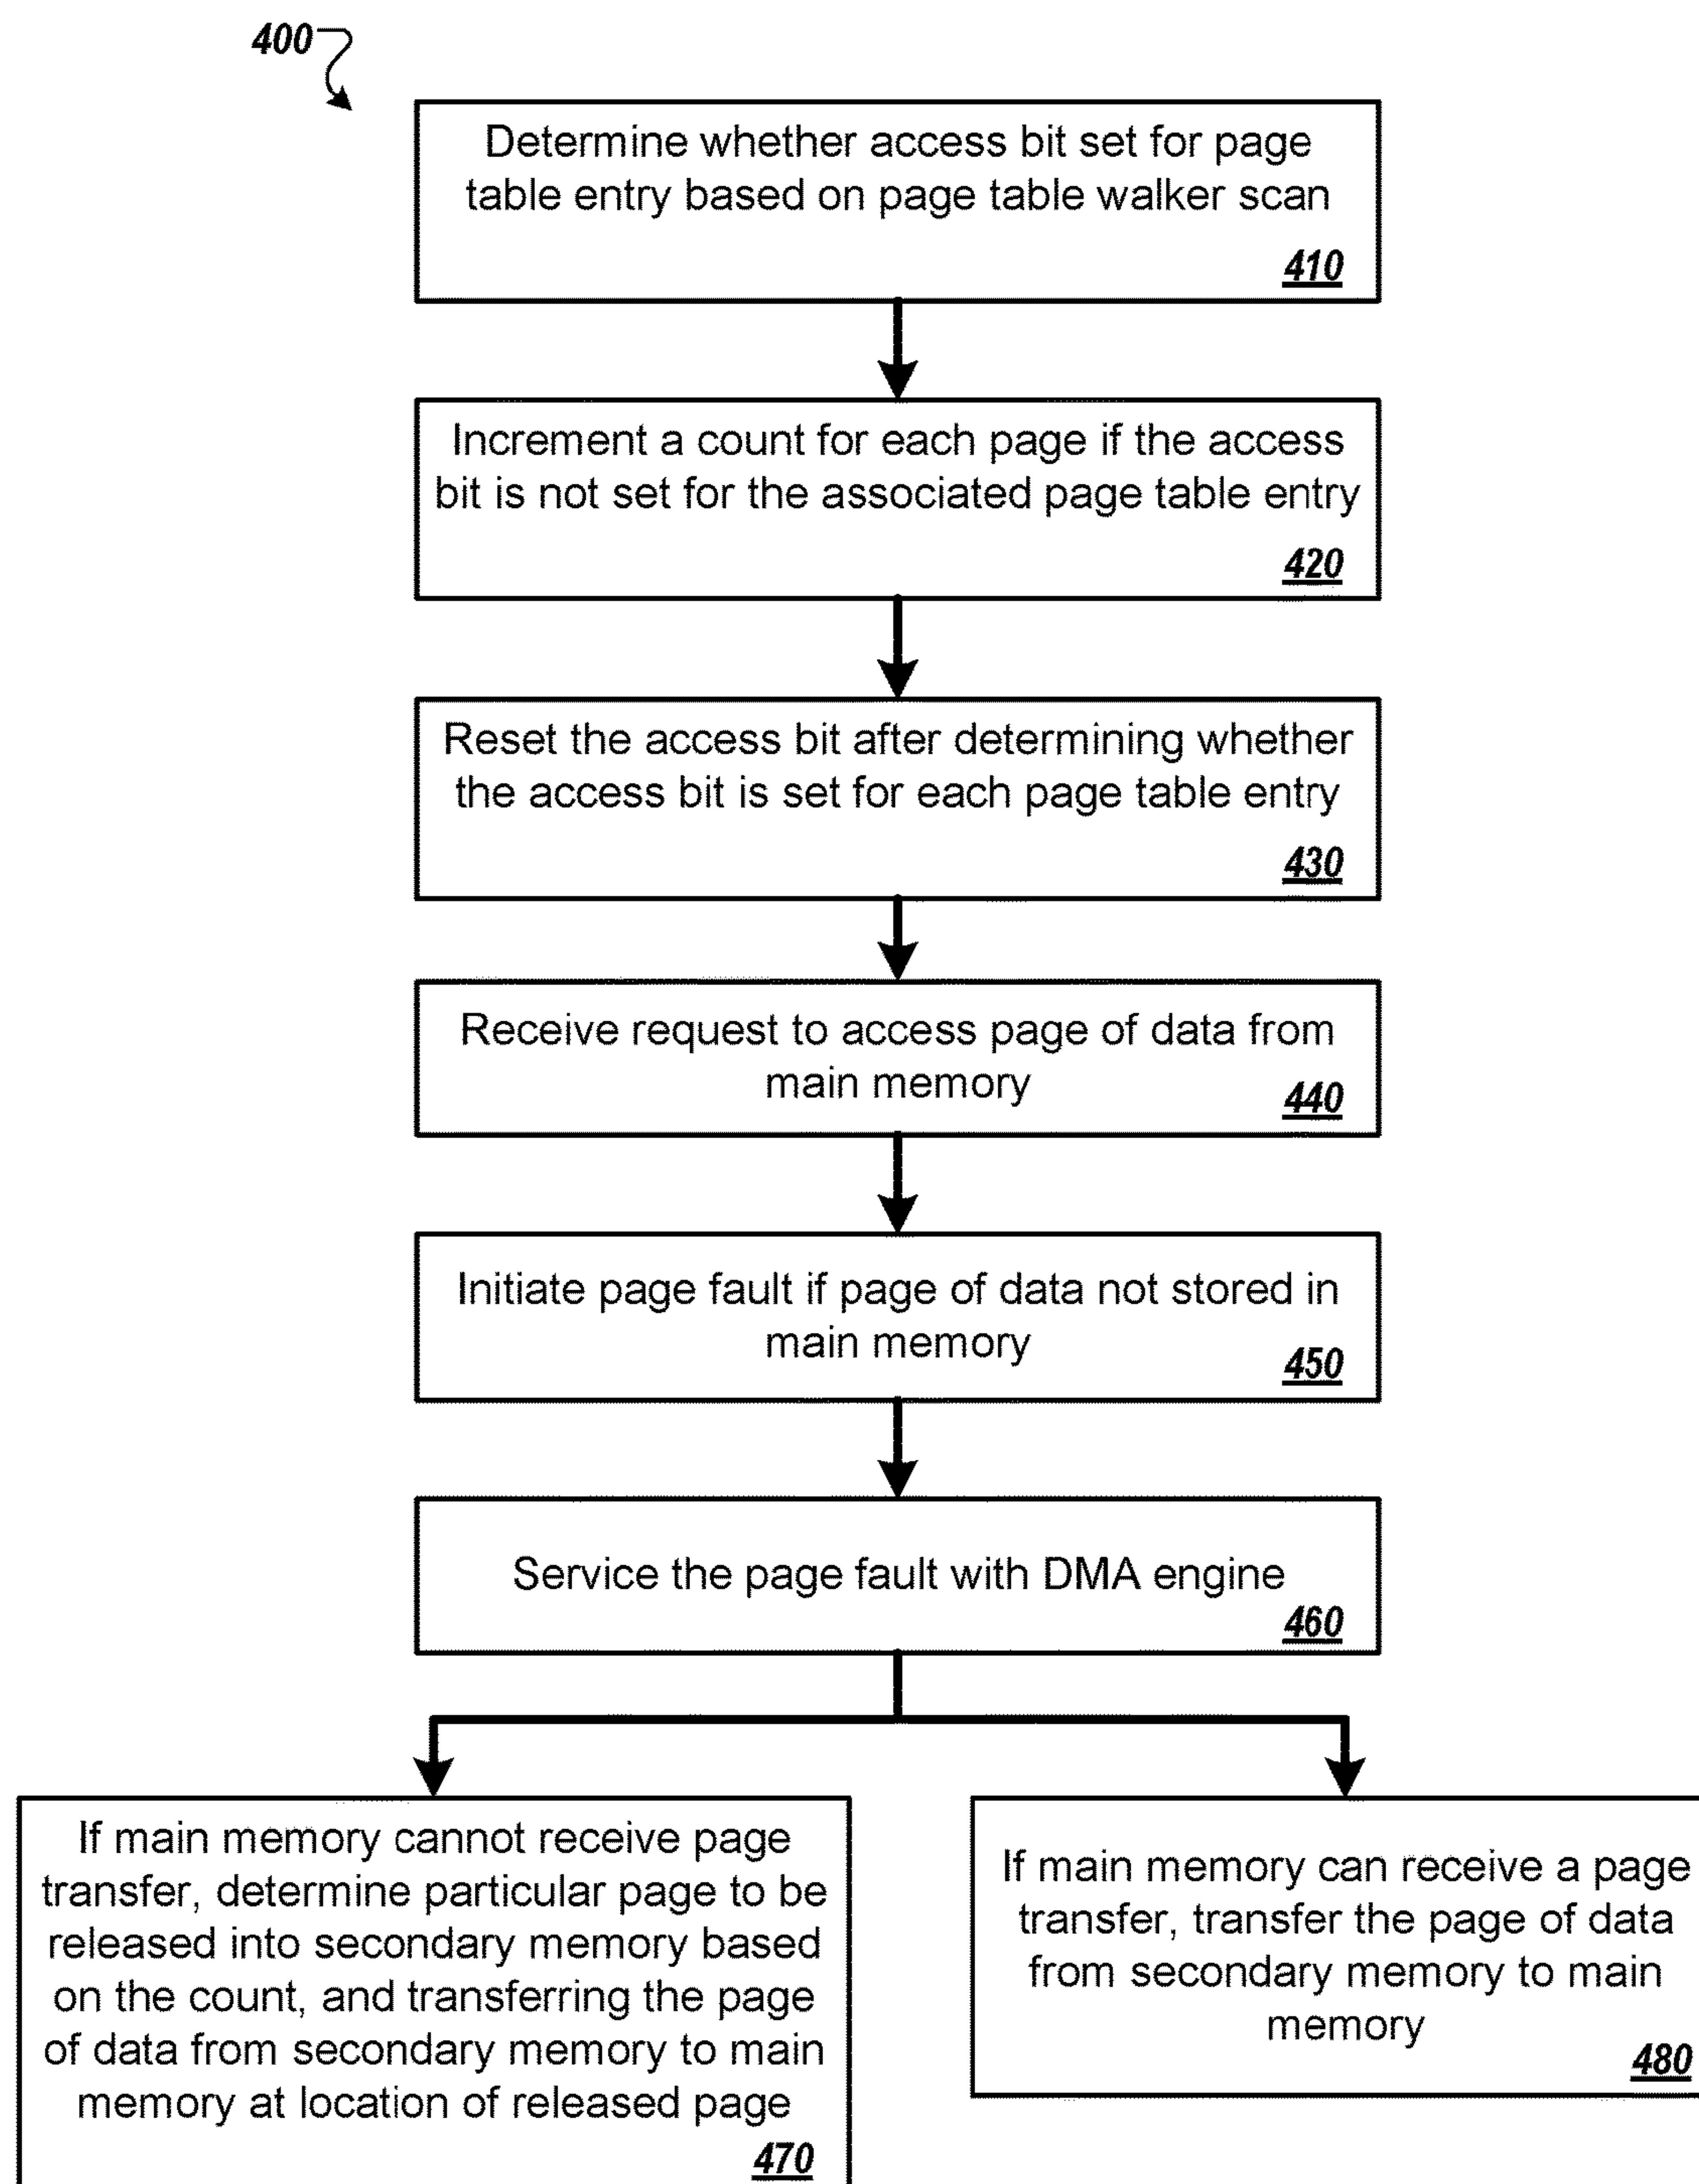 400
Determine whether access bit set for page
table entry based on page table walker scan
410
Increment a count for each page if the access
bit is not set for the associated page table entry
420
Reset the access bit after determining whether
the access bit is set for each page table entry
430
Receive request to access page of data from
main memory
440
Initiate page fault if page of data not stored in
main memory
450
Service the page fault with DMA engine
460
If main memory cannot receive page
transfer, determine particular page to be
released into secondary memory based
on the count, and transferring the page
of data from secondary memory to main
memory at location of released page
470
If main memory can receive a page
transfer, transfer the page of data
from secondary memory to main
memory
480